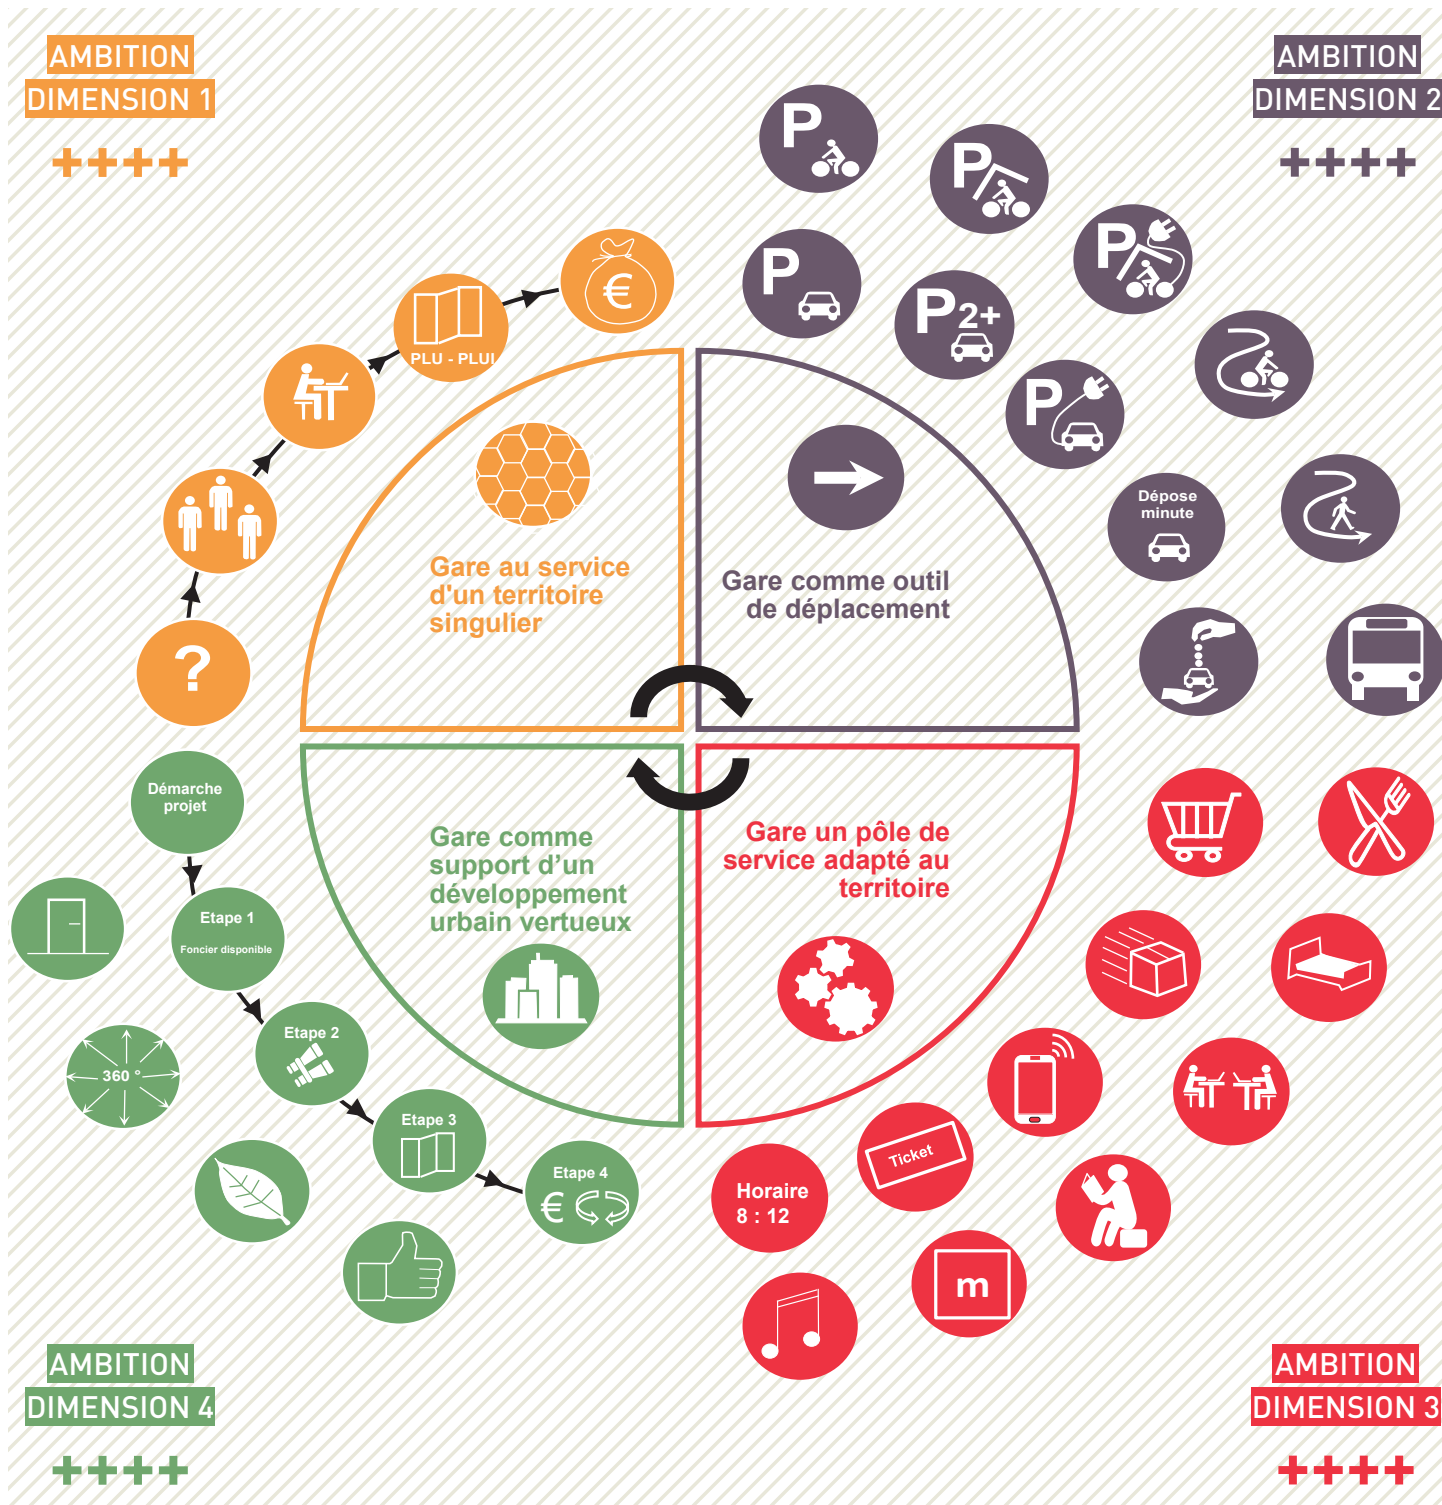 AMBITION
DIMENSION 1
++++
AMBITION
DIMENSION 2
++++
P
P
P
P
P2+
P
Dépose
minute
€
PLU - PLUI
?
Gare au service
d'un territoire
singulier
Gare comme outil
de déplacement
Gare comme
support d’un
développement
urbain vertueux
Gare un pôle de
service adapté au
territoire
Démarche
projet
Etape 1
Foncier disponible
Etape 2
360 °
Etape 3
Etape 4
€
Horaire
8 : 12
Ticket
m
AMBITION
DIMENSION 4
++++
AMBITION
DIMENSION 3
++++